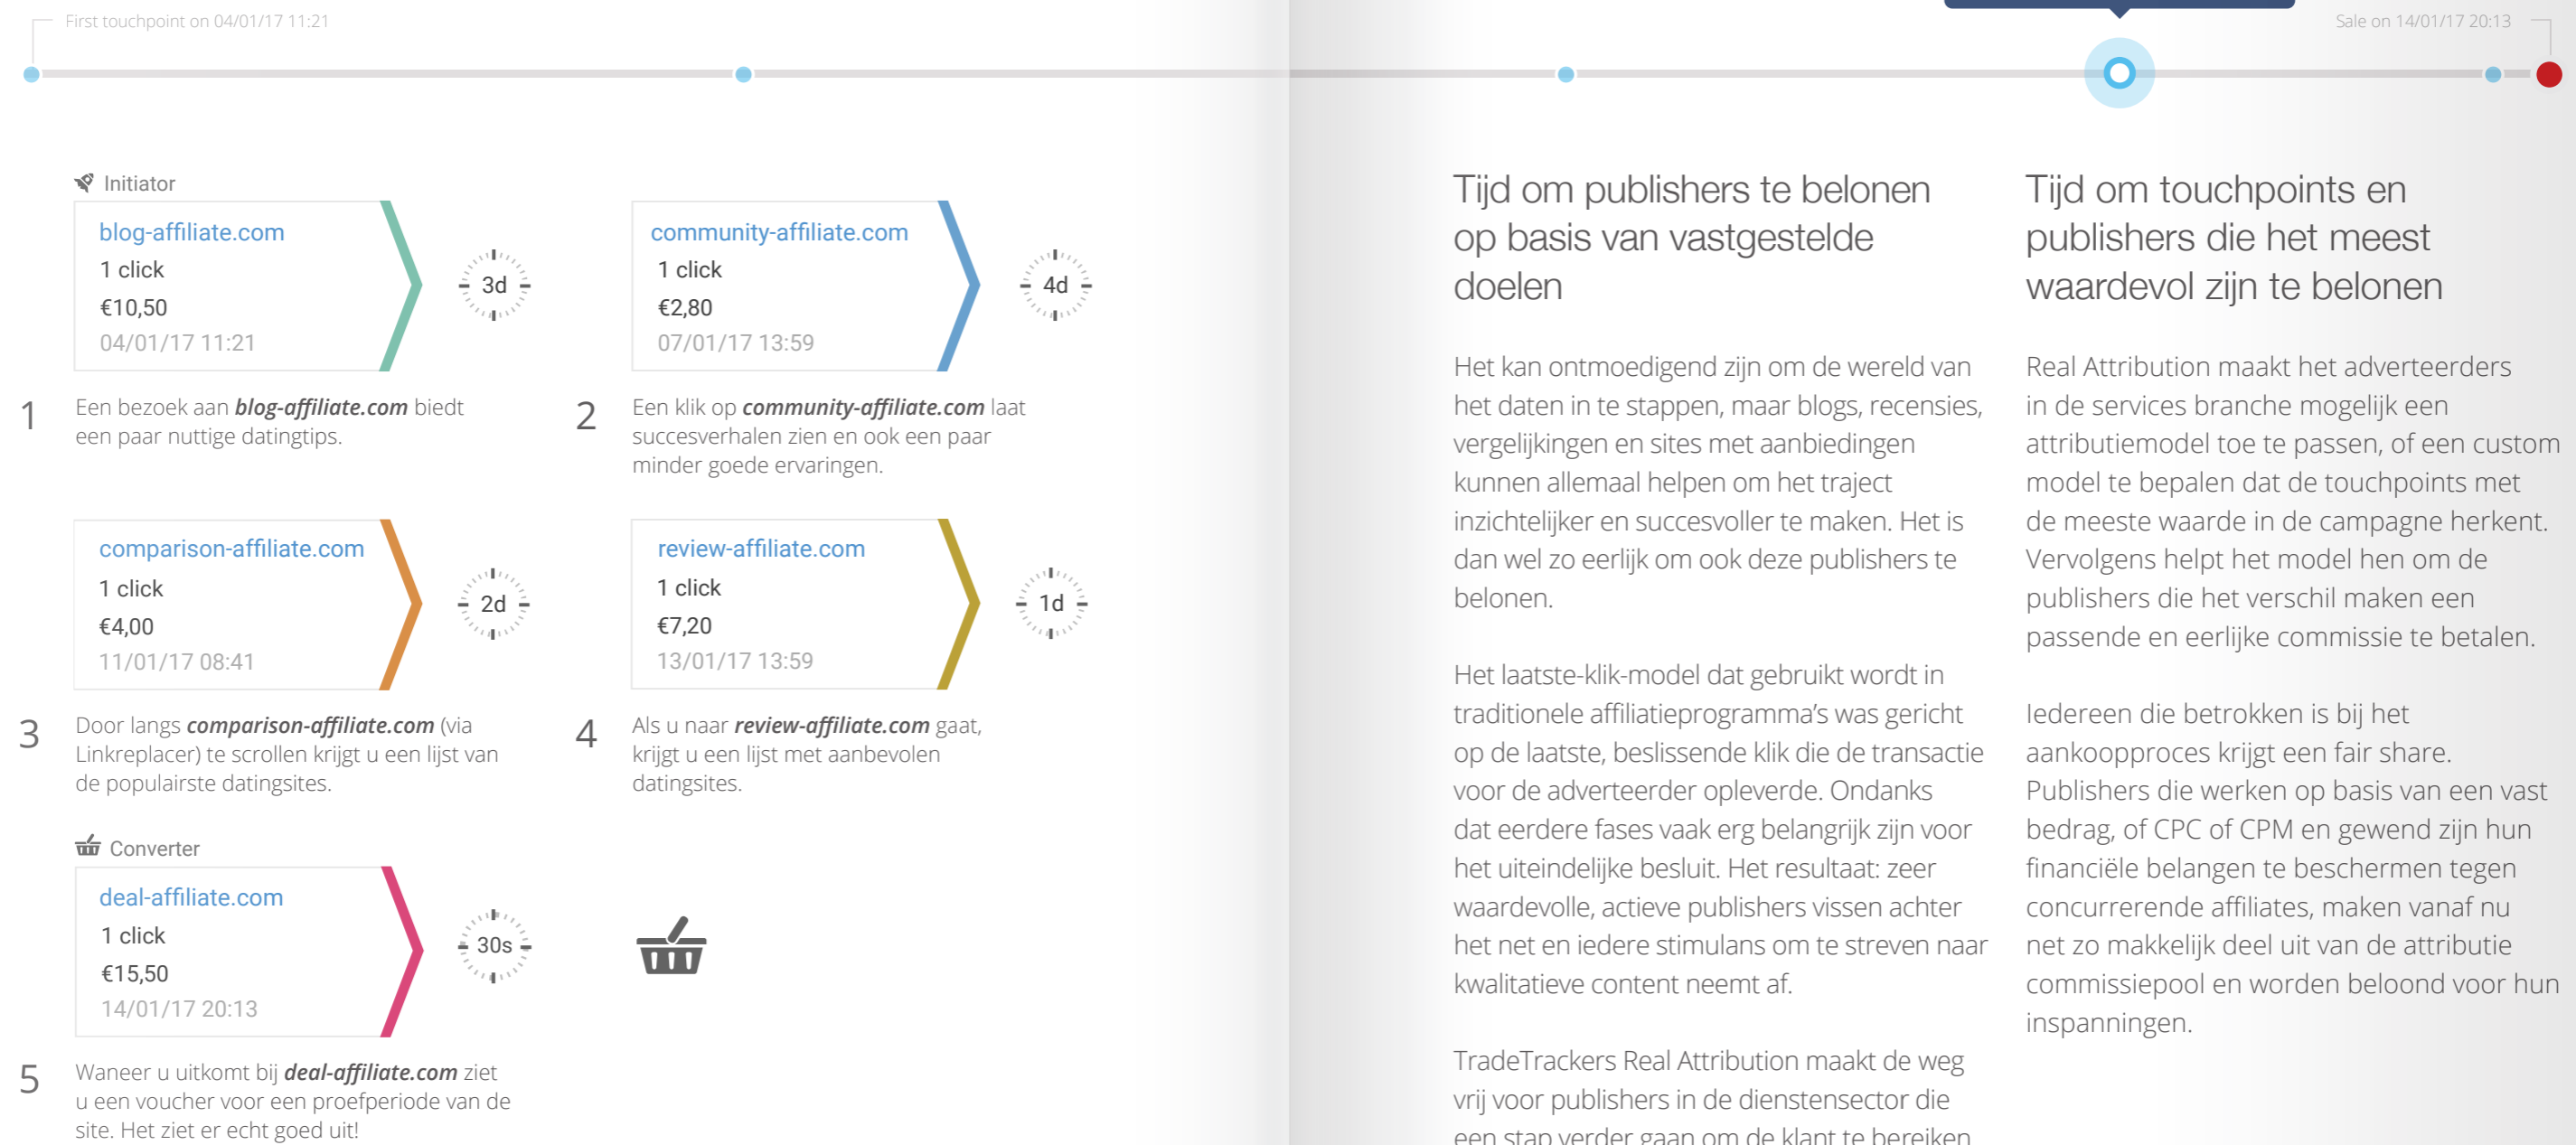 First touchpoint on 04/01/17 11:21
Sale on 14/01/17 20:13
Initiator
blog-affiliate.com
1 click
€10,50
04/01/17 11:21
3d
1
Een bezoek aan blog-affiliate.com biedt
een paar nuttige datingtips.
community-affiliate.com
1 click
€2,80
07/01/17 13:59
4d
2
Een klik op community-affiliate.com laat
succesverhalen zien en ook een paar
minder goede ervaringen.
comparison-affiliate.com
1 click
€4,00
11/01/17 08:41
2d
3
Door langs comparison-affiliate.com (via
Linkreplacer) te scrollen krijgt u een lijst van
de populairste datingsites.
review-affiliate.com
1 click
€7,20
13/01/17 13:59
1d
4
Als u naar review-affiliate.com gaat,
krijgt u een lijst met aanbevolen
datingsites.
Converter
deal-affiliate.com
1 click
€15,50
14/01/17 20:13
30s
5
Waneer u uitkomt bij deal-affiliate.com ziet
u een voucher voor een proefperiode van de
site. Het ziet er echt goed uit!
Tijd om publishers te belonen
op basis van vastgestelde
doelen
Het kan ontmoedigend zijn om de wereld van
het daten in te stappen, maar blogs, recensies,
vergelijkingen en sites met aanbiedingen
kunnen allemaal helpen om het traject
inzichtelijker en succesvoller te maken. Het is
dan wel zo eerlijk om ook deze publishers te
belonen.
Het laatste-klik-model dat gebruikt wordt in
traditionele affiliatieprogramma's was gericht
op de laatste, beslissende klik die de transactie
voor de adverteerder opleverde. Ondanks
dat eerdere fases vaak erg belangrijk zijn voor
het uiteindelijke besluit. Het resultaat: zeer
waardevolle, actieve publishers vissen achter
het net en iedere stimulans om te streven naar
kwalitatieve content neemt af.
TradeTrackers Real Attribution maakt de weg
vrij voor publishers in de dienstensector die
een stap verder gaan om de klant te bereiken
Tijd om touchpoints en
publishers die het meest
waardevol zijn te belonen
Real Attribution maakt het adverteerders
in de services branche mogelijk een
attributiemodel toe te passen, of een custom
model te bepalen dat de touchpoints met
de meeste waarde in de campagne herkent.
Vervolgens helpt het model hen om de
publishers die het verschil maken een
passende en eerlijke commissie te betalen.
Iedereen die betrokken is bij het
aankoopproces krijgt een fair share.
Publishers die werken op basis van een vast
bedrag, of CPC of CPM en gewend zijn hun
financiële belangen te beschermen tegen
concurrerende affiliates, maken vanaf nu
net zo makkelijk deel uit van de attributie
commissiepool en worden beloond voor hun
inspanningen.